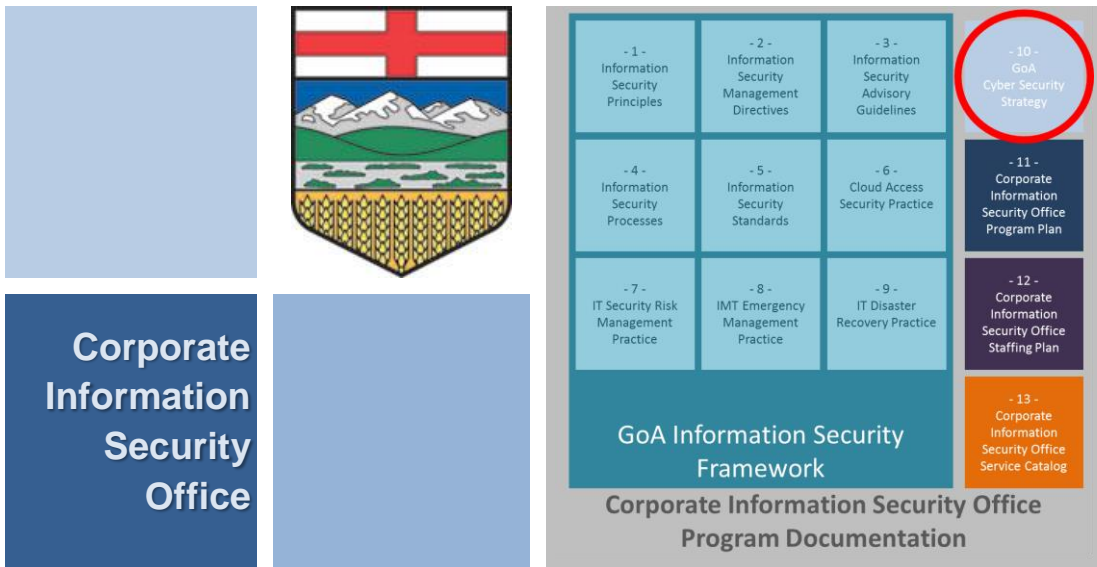 Corporate
Information
Security
Office
- 1 -
Information
Security
Principles
- 2 -
Information
Security
Management
Directives
- 3 -
Information
Security
Advisory
Guidelines
- 4 -
Information
Security
Processes
- 5 -
Information
Security
Standards
- 6 -
Cloud Access
Security Practice
- 7 -
IT Security Risk
Management
Practice
- 8 -
IMT Emergency
Management
Practice
- 9 -
IT Disaster
Recovery Practice
GoA Information Security
Framework
- 10 -
GoA
Cyber Security
Strategy
- 11 -
Corporate
Information
Security Office
Program Plan
- 12 -
Corporate
Information
Security Office
Staffing Plan
- 13 -
Corporate
Information
Security Office
Service Catalog
Corporate Information Security Office
Program Documentation